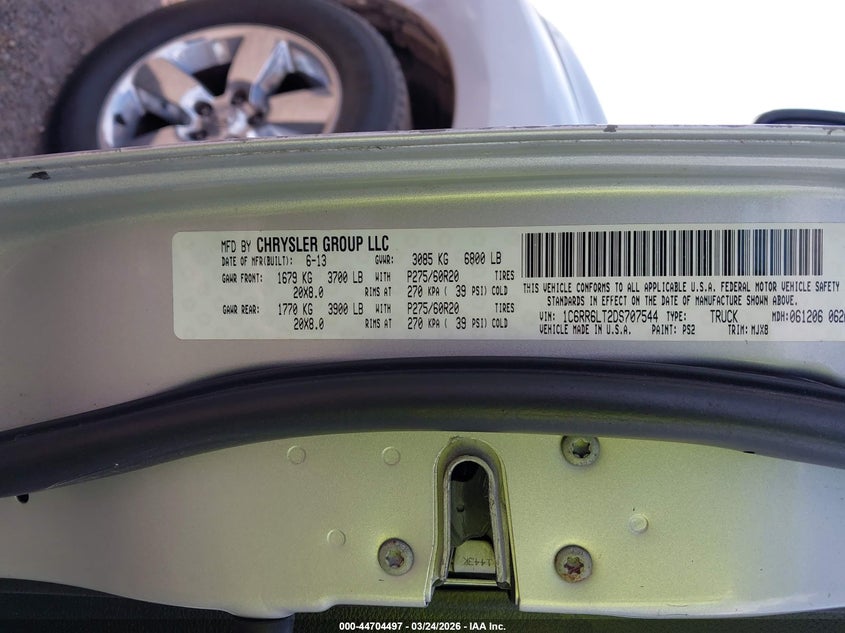 MFD BY CHRYSLER GROUP LLC
DATE OF MFR(BUILT): 6-13 GVWR: 3085 KG 6800 LB
GAWR FRONT: 1679 KG 3700 LB WITH P275/60R20 TIRES
20X8.0 RIMS AT 270 KPA ( 39 PSI) COLD
GAWR REAR: 1770 KG 3900 LB WITH P275/60R20 TIRES
20X8.0 RIMS AT 270 KPA ( 39 PSI) COLD
THIS VEHICLE CONFORMS TO ALL APPLICABLE U.S.A. FEDERAL MOTOR VEHICLE SAFETY
STANDARDS IN EFFECT ON THE DATE OF MANUFACTURE SHOWN ABOVE.
VIN: 1C6RR6LT2DS707544 TYPE: TRUCK MDH: 061206 062
VEHICLE MADE IN U.S.A. PAINT: PS2 TRIM: MJX8
1443K
000-44704497 - 03/24/2026 - IAA Inc.